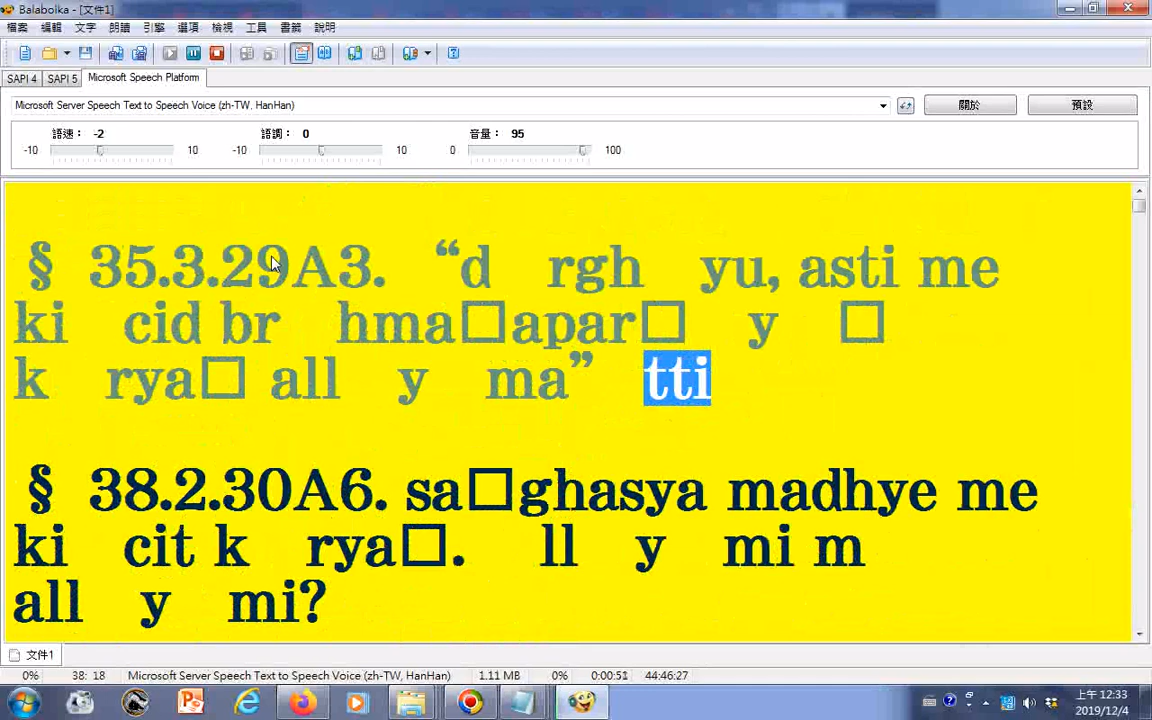 Balabolka - [文件1]
檔案 編輯 文字 朗讀 引擎 選項 檢視 工具 書籤 說明
SAPI 4 SAPI 5 Microsoft Speech Platform
Microsoft Server Speech Text to Speech Voice (zh-TW, HanHan)
關於 預設
語速： -2 語調： 0 音量： 95
-10 10 -10 10 0 100
§ 35.3.29A3. “d rgh yu, asti me
ki cid br hma□apar□ y □
k rya□ all y ma” tti
§ 38.2.30A6. sa□ghasya madhye me
ki cit k rya□. ll y mi m
all y mi?
文件1
0% 38: 18 Microsoft Server Speech Text to Speech Voice (zh-TW, HanHan) 1.11 MB 0% 0:00:51 44:46:27
上午 12:33
2019/12/4